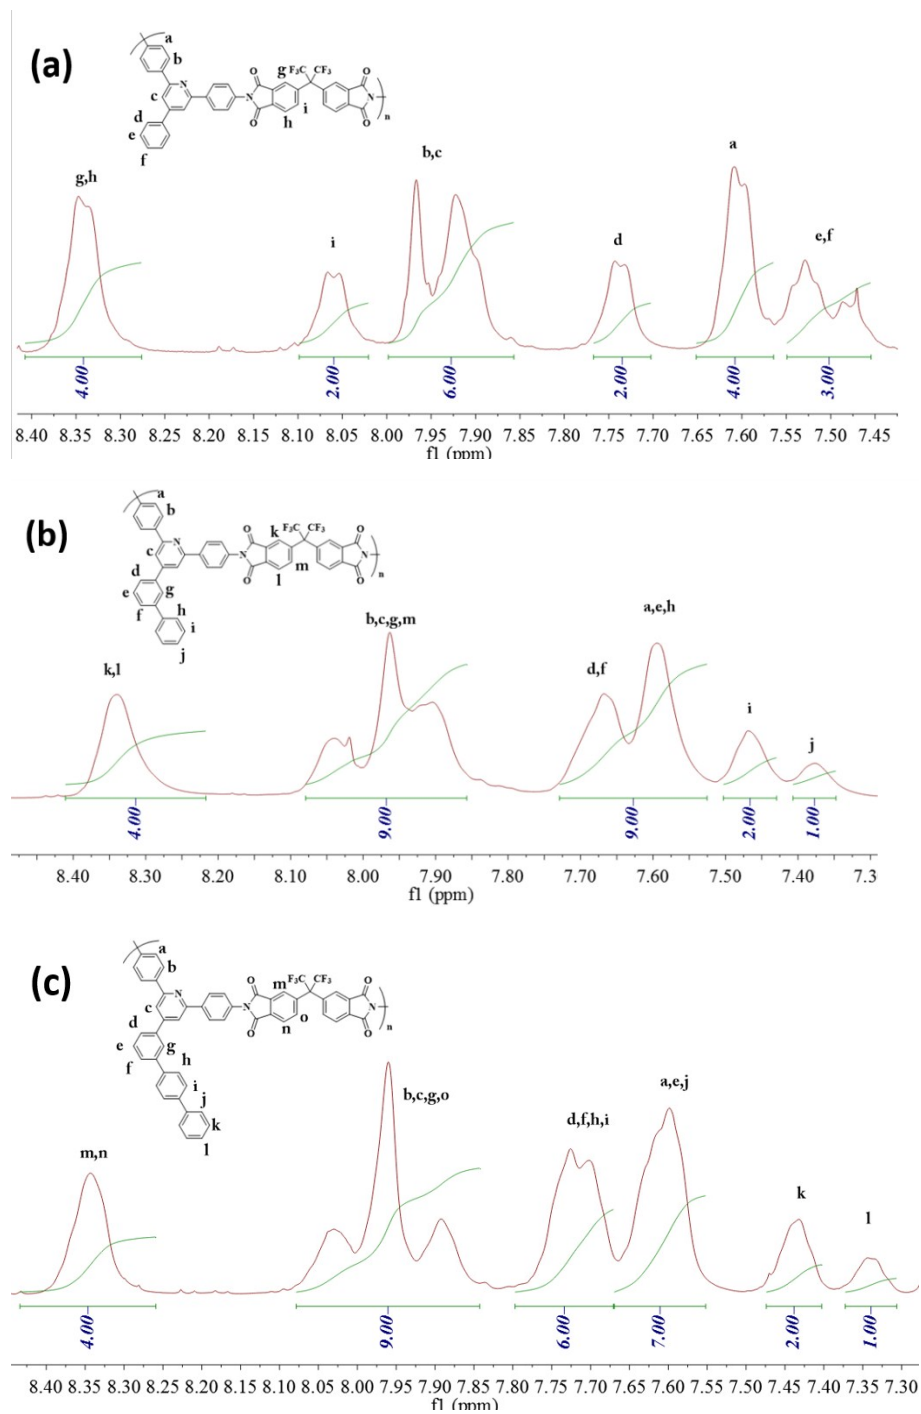 (a)
a
b
c
d
e
f
N
O
O
N
g
F₃C
CF₃
i
h
O
O
N
n
g,h
i
b,c
d
a
e,f
4.00
2.00
6.00
2.00
4.00
3.00
8.40 8.35 8.30 8.25 8.20 8.15 8.10 8.05 8.00 7.95 7.90 7.85 7.80 7.75 7.70 7.65 7.60 7.55 7.50 7.45
f1 (ppm)
(b)
a
b
c
d
e
f
g
h
i
j
N
O
O
N
k
F₃C
CF₃
m
l
O
O
N
n
k,l
b,c,g,m
d,f
a,e,h
i
j
4.00
9.00
9.00
2.00
1.00
8.40 8.30 8.20 8.10 8.00 7.90 7.80 7.70 7.60 7.50 7.40 7.3
f1 (ppm)
(c)
a
b
c
d
e
f
g
h
i
j
k
l
N
O
O
N
m
F₃C
CF₃
o
n
O
O
N
n
m,n
b,c,g,o
d,f,h,i
a,e,j
k
l
4.00
9.00
6.00
7.00
2.00
1.00
8.40 8.35 8.30 8.25 8.20 8.15 8.10 8.05 8.00 7.95 7.90 7.85 7.80 7.75 7.70 7.65 7.60 7.55 7.50 7.45 7.40 7.35 7.30
f1 (ppm)